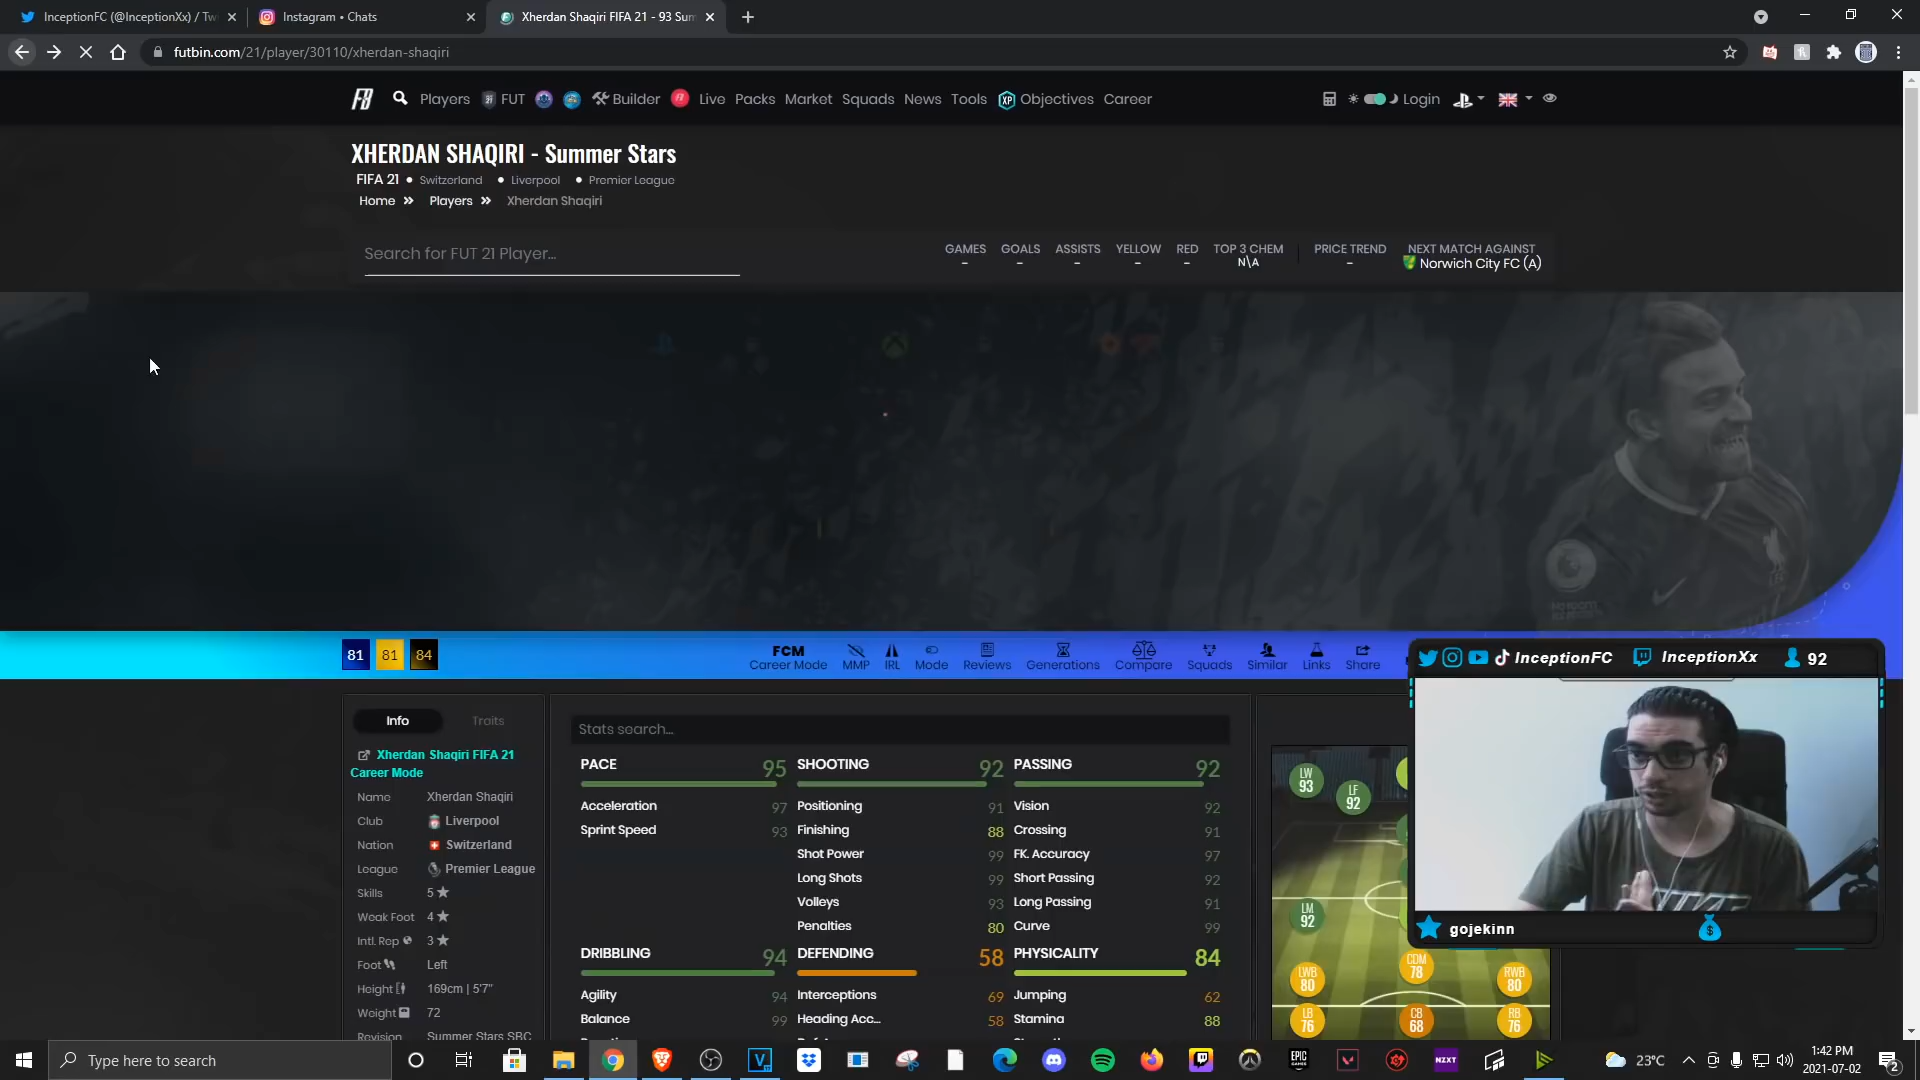 InceptionFC (@InceptionXx) / Tw
Instagram • Chats
Xherdan Shaqiri FIFA 21 - 93 Sum
futbin.com/21/player/30110/xherdan-shaqiri
Players FUT Builder Live Packs Market Squads News Tools XP Objectives Career Login
XHERDAN SHAQIRI - Summer Stars
FIFA 21 • Switzerland • Liverpool • Premier League
Home » Players » Xherdan Shaqiri
Search for FUT 21 Player...
GAMES GOALS ASSISTS YELLOW RED TOP 3 CHEM PRICE TREND NEXT MATCH AGAINST
- - - - - N\A - Norwich City FC (A)
81 81 84
FCM
Career Mode MMP IRL Mode Reviews Generations Compare Squads Similar Links Share
InceptionFC InceptionXx 92
Info Traits
Stats search...
Xherdan Shaqiri FIFA 21
Career Mode
Name Xherdan Shaqiri
Club Liverpool
Nation Switzerland
League Premier League
Skills 5 ★
Weak Foot 4 ★
Intl. Rep 3 ★
Foot Left
Height 169cm | 5'7"
Weight 72
Revision Summer Stars SBC
PACE 95
Acceleration 97
Sprint Speed 93
SHOOTING 92
Positioning 91
Finishing 88
Shot Power 99
Long Shots 99
Volleys 93
Penalties 80
PASSING 92
Vision 92
Crossing 91
FK. Accuracy 97
Short Passing 92
Long Passing 91
Curve 99
DRIBBLING 94
Agility 94
Balance 99
DEFENDING 58
Interceptions 69
Heading Acc... 58
PHYSICALITY 84
Jumping 62
Stamina 88
LW
93
LF
92
LM
92
LWB
80
CDM
78
RWB
80
LB
76
CB
68
RB
76
gojekinn
Type here to search
23°C
1:42 PM
2021-07-02
2